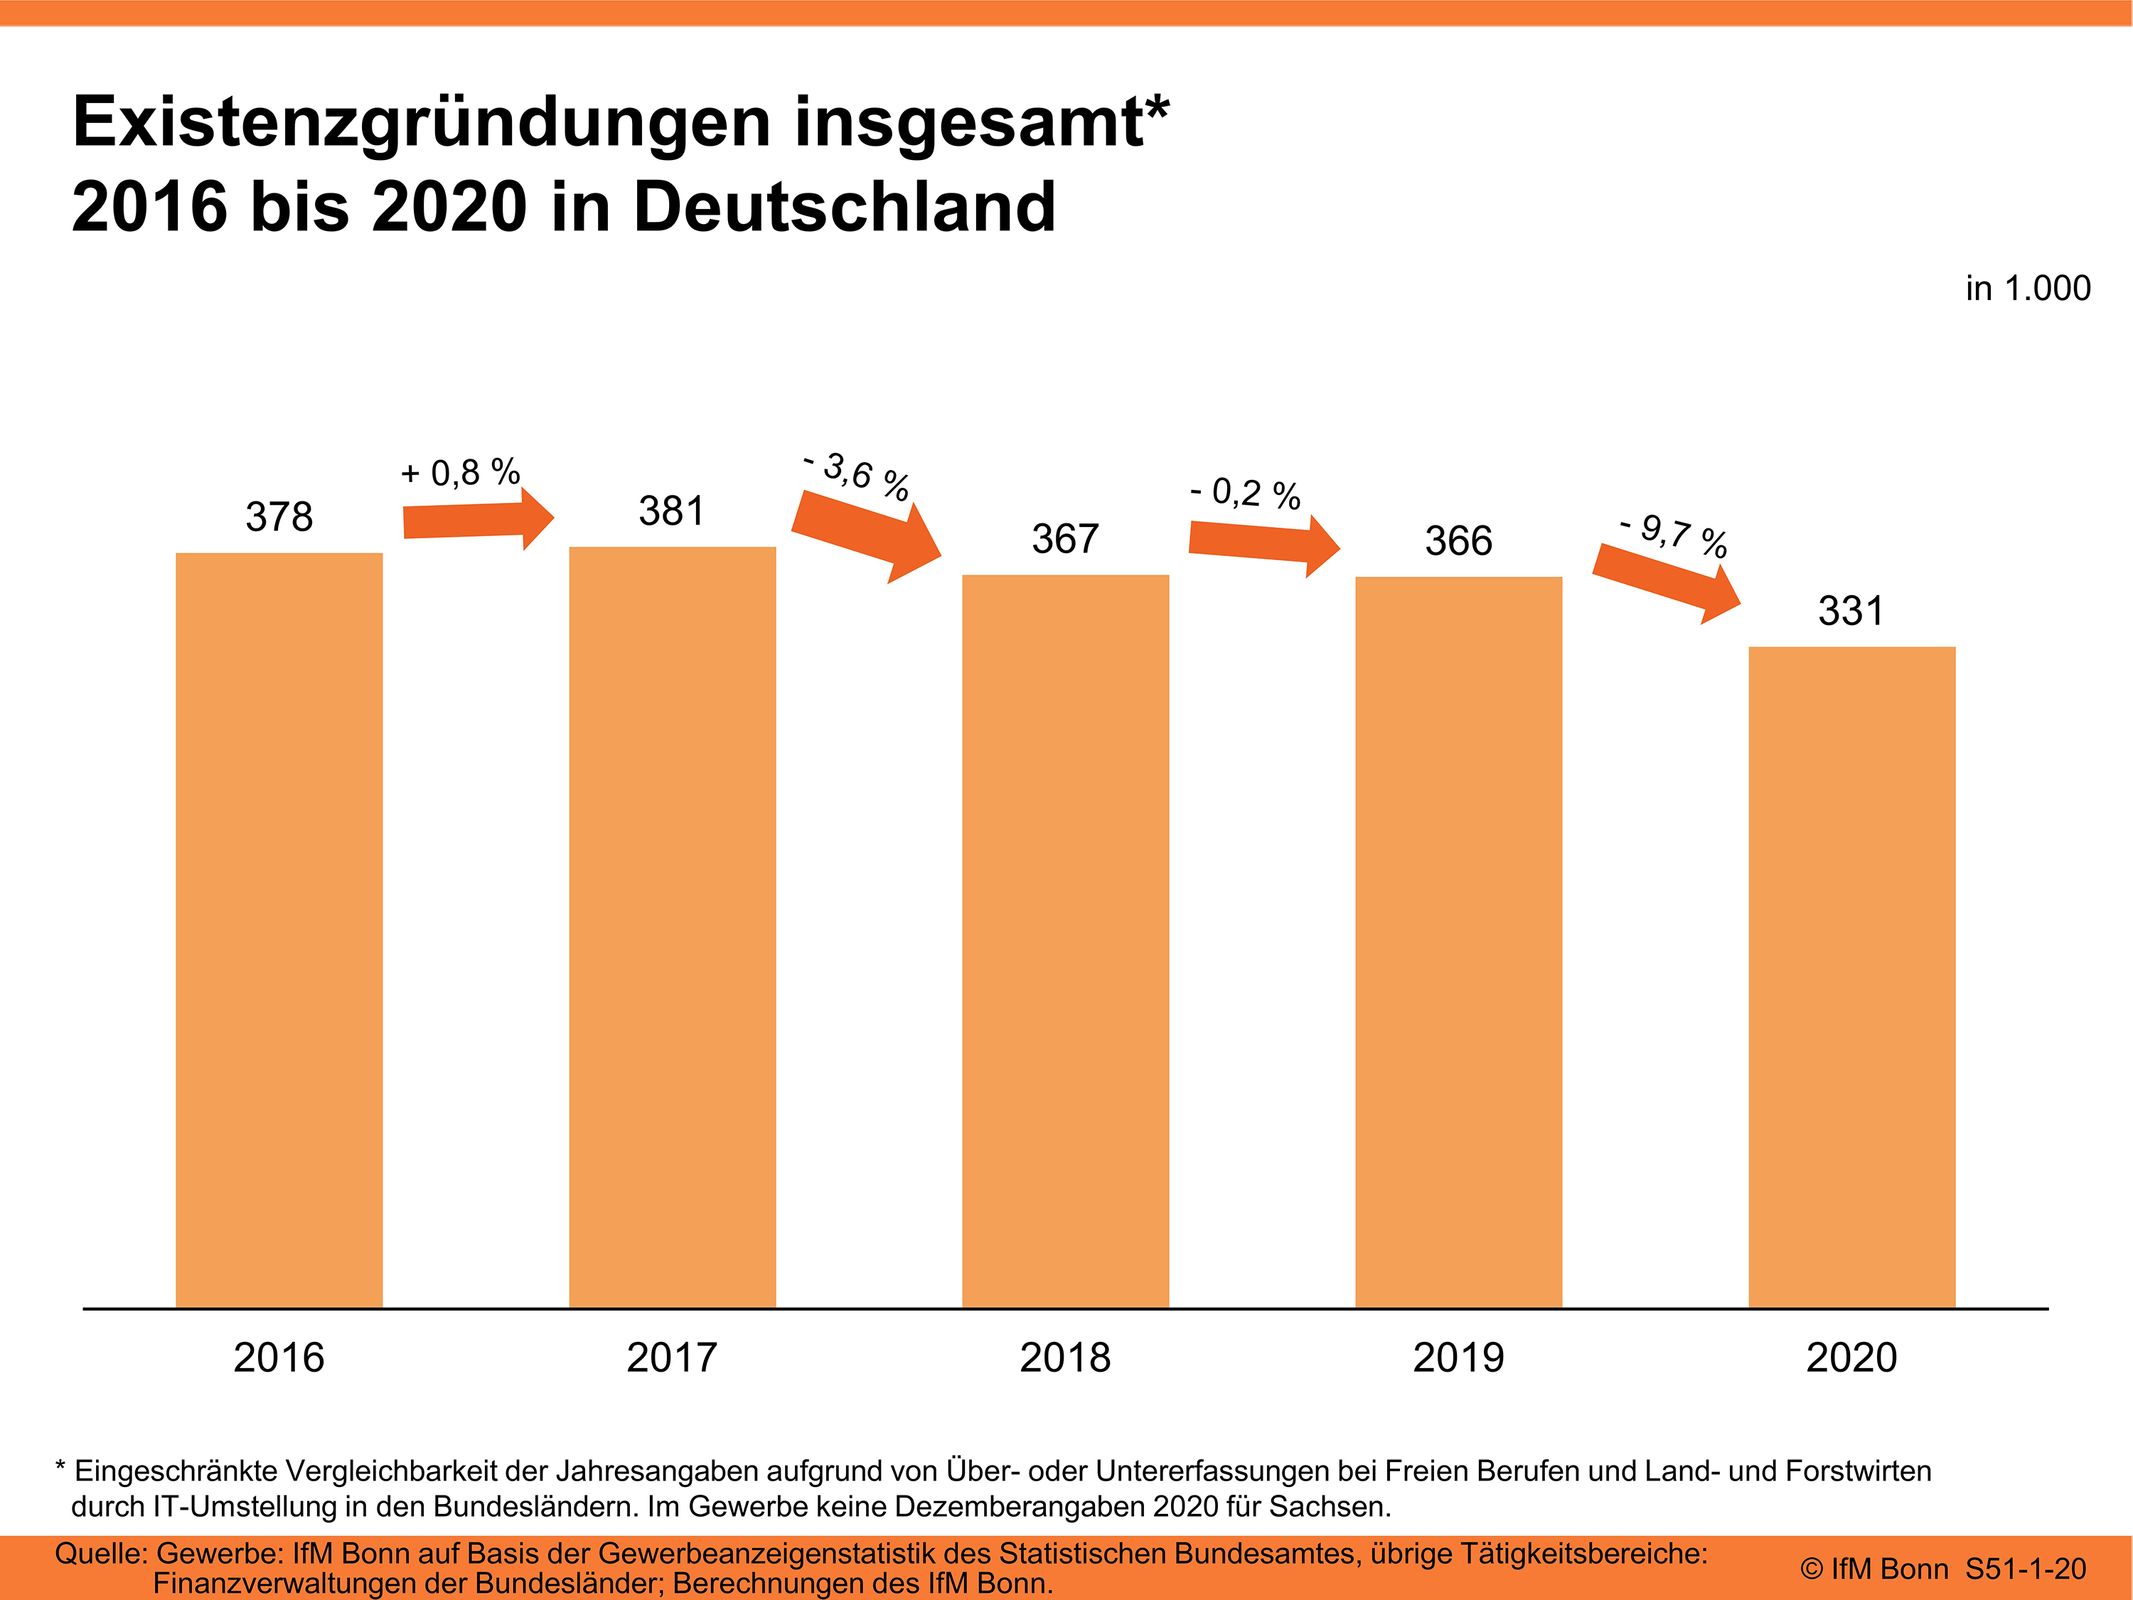 Existenzgründungen insgesamt*
2016 bis 2020 in Deutschland
in 1.000
+ 0,8 %
- 3,6 %
- 0,2 %
- 9,7 %
378
381
367
366
331
2016
2017
2018
2019
2020
* Eingeschränkte Vergleichbarkeit der Jahresangaben aufgrund von Über- oder Untererfassungen bei Freien Berufen und Land- und Forstwirten
durch IT-Umstellung in den Bundesländern. Im Gewerbe keine Dezemberangaben 2020 für Sachsen.
Quelle: Gewerbe: IfM Bonn auf Basis der Gewerbeanzeigenstatistik des Statistischen Bundesamtes, übrige Tätigkeitsbereiche:
Finanzverwaltungen der Bundesländer; Berechnungen des IfM Bonn.
© IfM Bonn S51-1-20